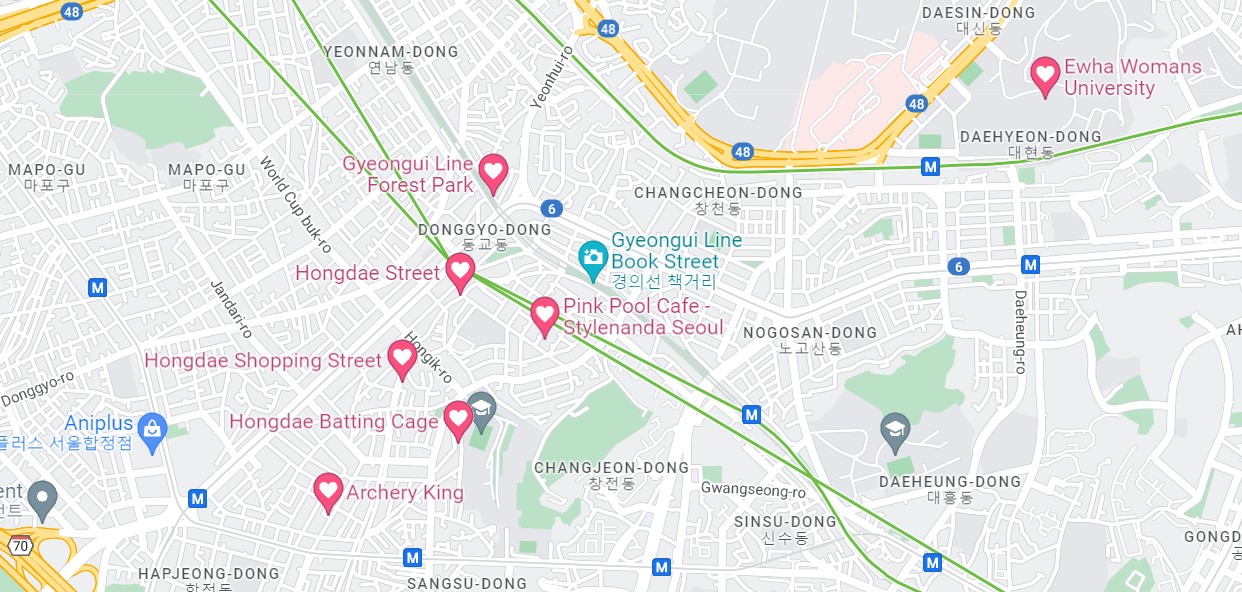 48
DAESIN-DONG
대신동
48
YEONNAM-DONG
연남동
Yeonhui-ro
Ewha Womans
University
48
DAEHYEON-DONG
대현동
48
M
MAPO-GU
마포구
MAPO-GU
마포구
World Cup buk-ro
Gyeongui Line
Forest Park
CHANGCHEON-DONG
창천동
6
DONGGYO-DONG
동교동
Gyeongui Line
Book Street
경의선 책거리
6
M
Hongdae Street
M
Jandari-ro
Pink Pool Cafe -
Stylenanda Seoul
Daeheung-ro
NOGOSAN-DONG
노고산동
AH
Hongdae Shopping Street
Hongik-ro
Donggyo-ro
Aniplus
플러스 서울합정점
Hongdae Batting Cage
M
CHANGJEON-DONG
창전동
Gwangseong-ro
DAEHEUNG-DONG
대흥동
ent
트
M
Archery King
SINSU-DONG
신수동
GONGD
공
70
M
M
M
HAPJEONG-DONG
합정동
SANGSU-DONG